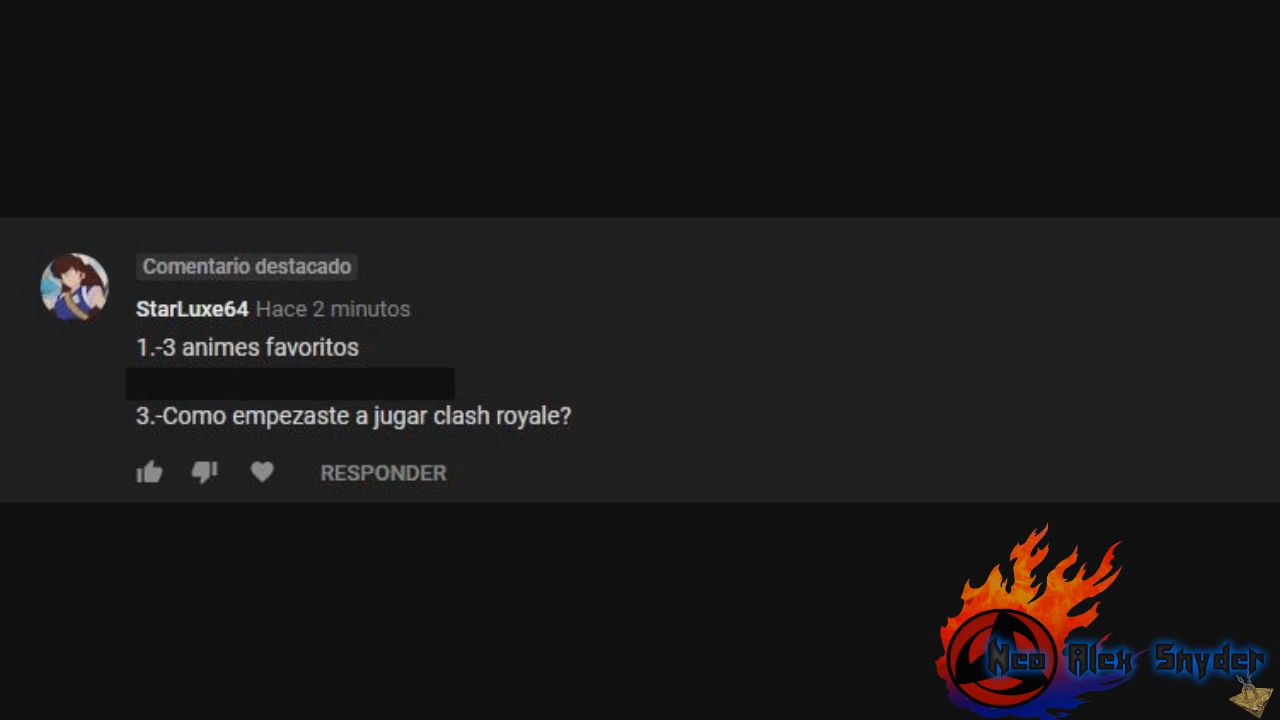 Comentario destacado
StarLuxe64 Hace 2 minutos
1.-3 animes favoritos
3.-Como empezaste a jugar clash royale?
RESPONDER
Neo Alex Snyder